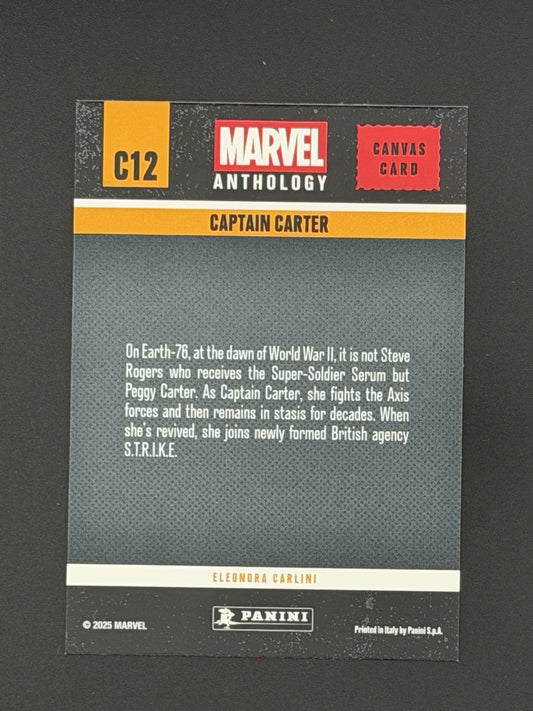 C12
MARVEL
ANTHOLOGY
CANVAS
CARD
CAPTAIN CARTER
On Earth-76, at the dawn of World War II, it is not Steve
Rogers who receives the Super-Soldier Serum but
Peggy Carter. As Captain Carter, she fights the Axis
forces and then remains in stasis for decades. When
she's revived, she joins newly formed British agency
S.T.R.I.K.E.
ELEONORA CARLINI
© 2025 MARVEL
PANINI
Printed in Italy by Panini S.p.A.